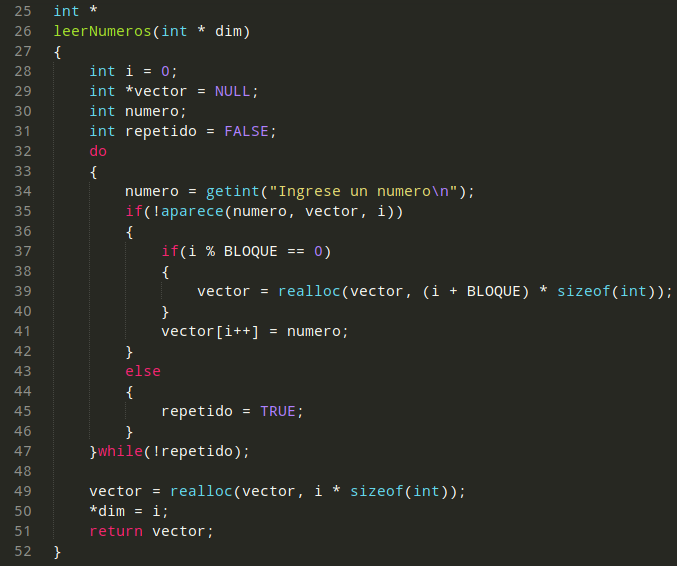 25 int *
26 leerNumeros(int * dim)
27 {
28     int i = 0;
29     int *vector = NULL;
30     int numero;
31     int repetido = FALSE;
32     do
33     {
34         numero = getint("Ingrese un numero\n");
35         if(!aparece(numero, vector, i))
36         {
37             if(i % BLOQUE == 0)
38             {
39                 vector = realloc(vector, (i + BLOQUE) * sizeof(int));
40             }
41             vector[i++] = numero;
42         }
43         else
44         {
45             repetido = TRUE;
46         }
47     }while(!repetido);
48
49     vector = realloc(vector, i * sizeof(int));
50     *dim = i;
51     return vector;
52 }